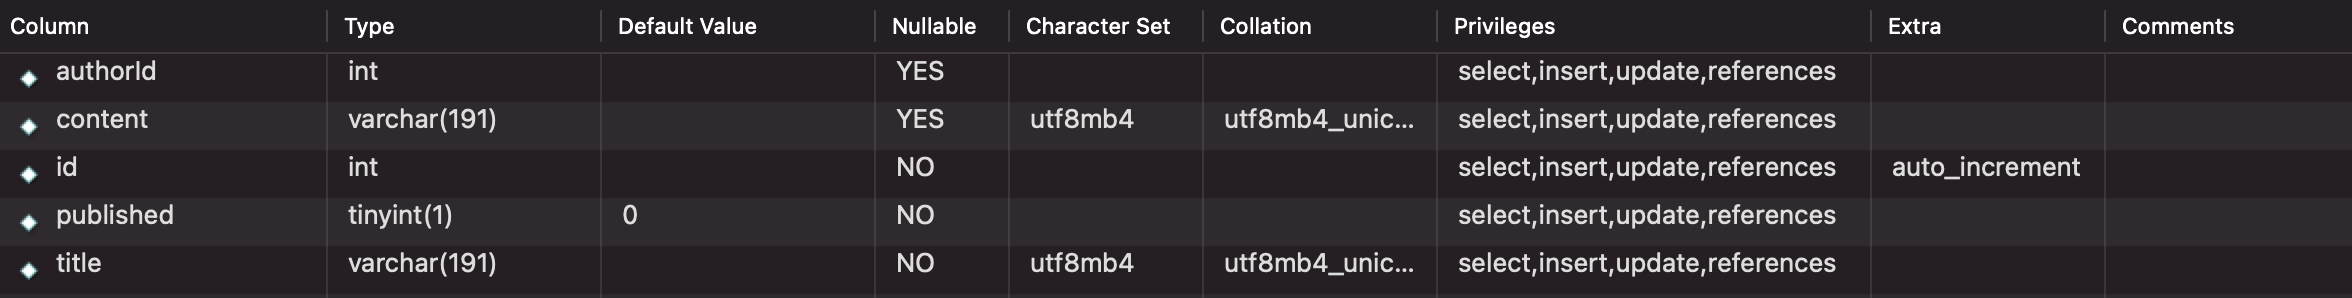 Column Type Default Value Nullable Character Set Collation Privileges Extra Comments
authorId int YES select,insert,update,references
content varchar(191) YES utf8mb4 utf8mb4_unic... select,insert,update,references
id int NO select,insert,update,references auto_increment
published tinyint(1) 0 NO select,insert,update,references
title varchar(191) NO utf8mb4 utf8mb4_unic... select,insert,update,references